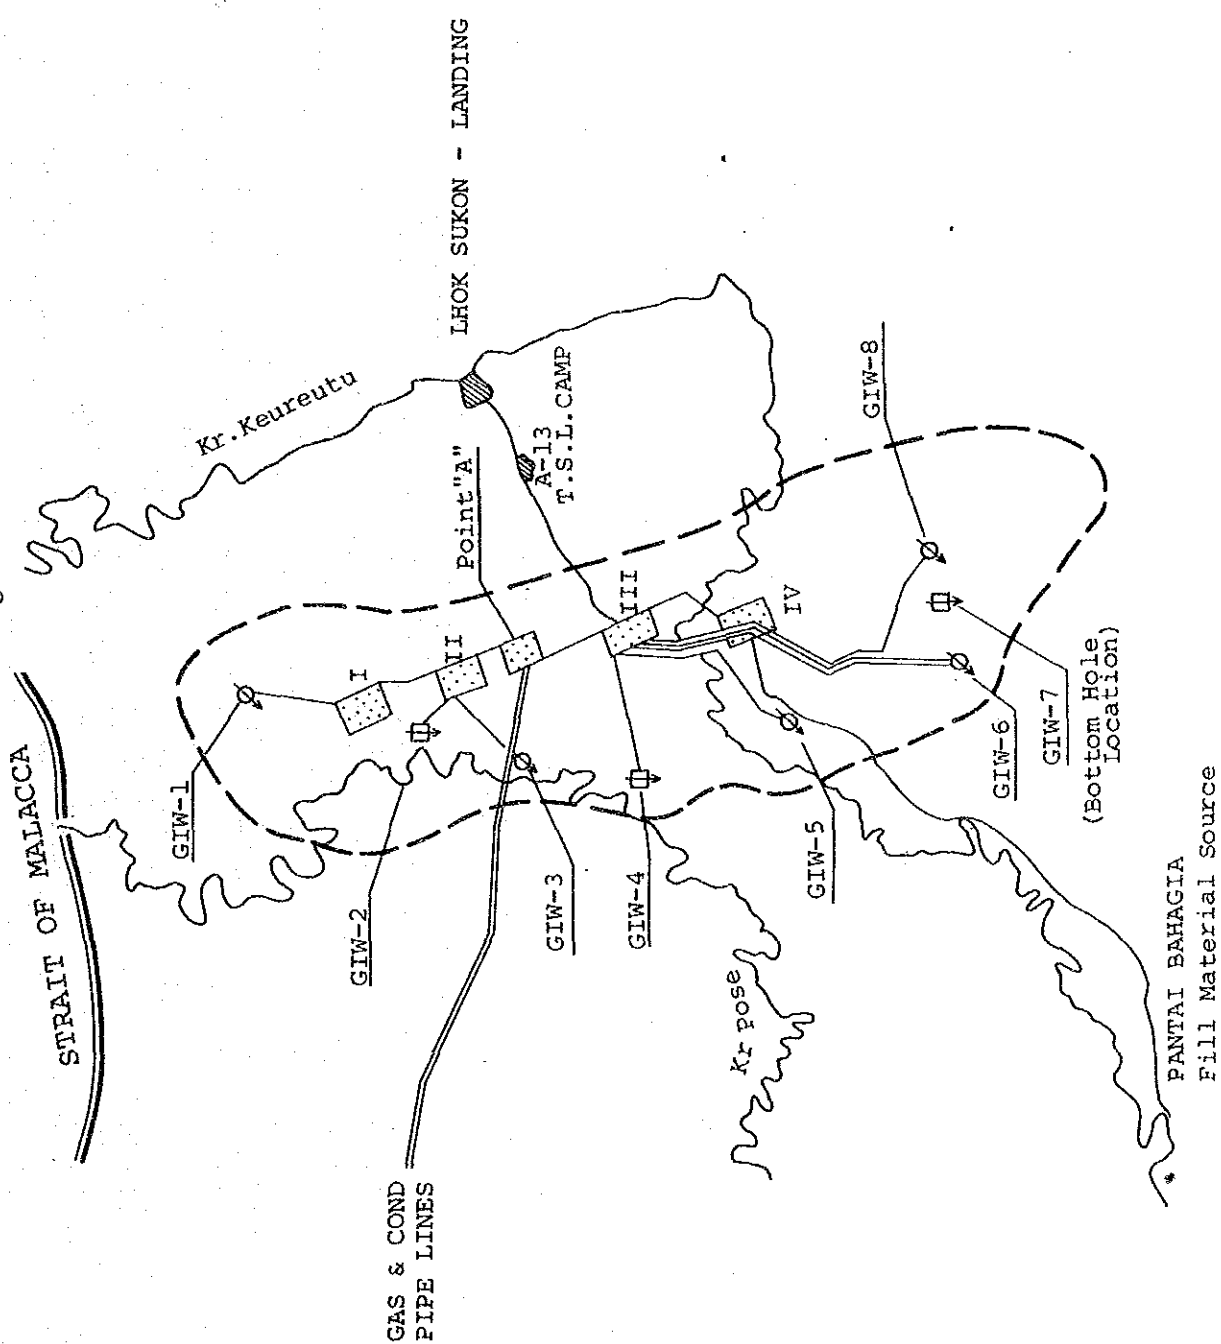 STRAIT OF MALACCA
GIW-1
GIW-2
GIW-3
GIW-4
GIW-5
GIW-6
GIW-7
(Bottom Hole
Location)
GIW-8
I
II
III
IV
Point"A"
A-13
T.S.L.CAMP
LHOK SUKON - LANDING
Kr.Keureutu
Kr pose
GAS & COND
PIPE LINES
PANTAI BAHAGIA
Fill Material Source